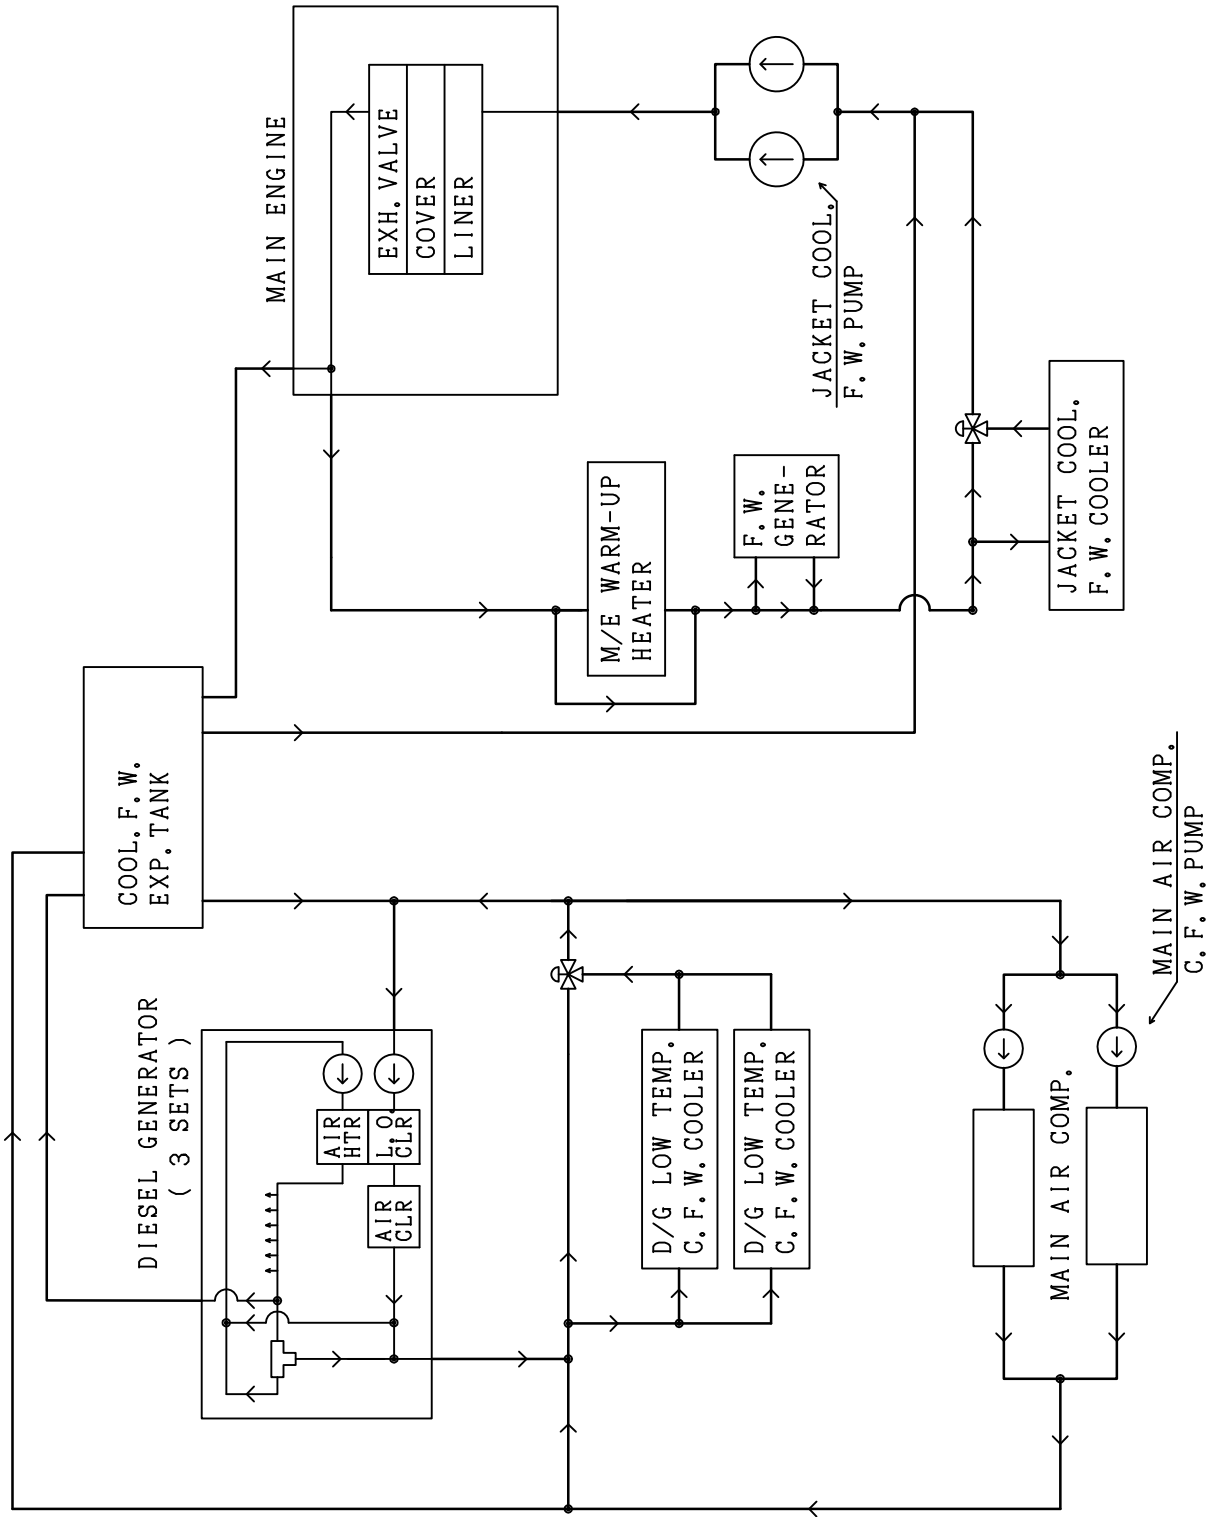 MAIN ENGINE
EXH.VALVE
COVER
LINER
JACKET COOL.
F.W.PUMP
JACKET COOL.
F.W.COOLER
F.W.
GENE-
RATOR
M/E WARM-UP
HEATER
COOL.F.W.
EXP.TANK
MAIN AIR COMP.
C.F.W.PUMP
DIESEL GENERATOR
( 3 SETS )
AIR
HTR
L.O.
CLR
AIR
CLR
D/G LOW TEMP.
C.F.W.COOLER
D/G LOW TEMP.
C.F.W.COOLER
MAIN AIR COMP.